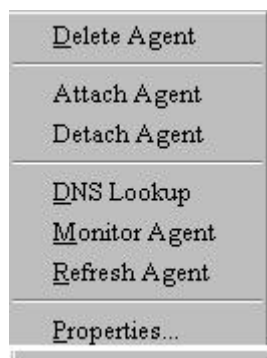 Delete Agent
Attach Agent
Detach Agent
DNS Lookup
Monitor Agent
Refresh Agent
Properties...